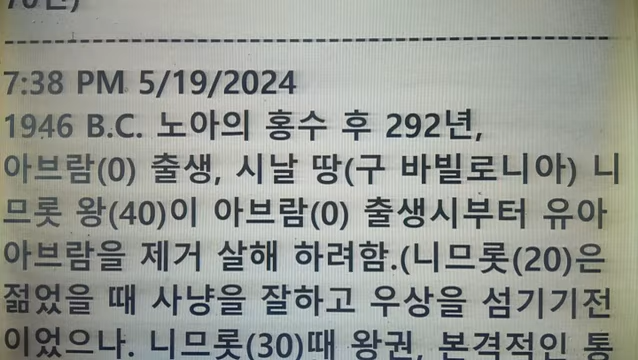 70년)
7:38 PM 5/19/2024
1946 B.C. 노아의 홍수 후 292년,
아브람(0) 출생, 시날 땅(구 바빌로니아) 니
므롯 왕(40)이 아브람(0) 출생시부터 유아
아브람을 제거 살해 하려함.(니므롯(20)은
젊었을 때 사냥을 잘하고 우상을 섬기기전
이었으나. 니므롯(30)때 왕권, 본격적인 통